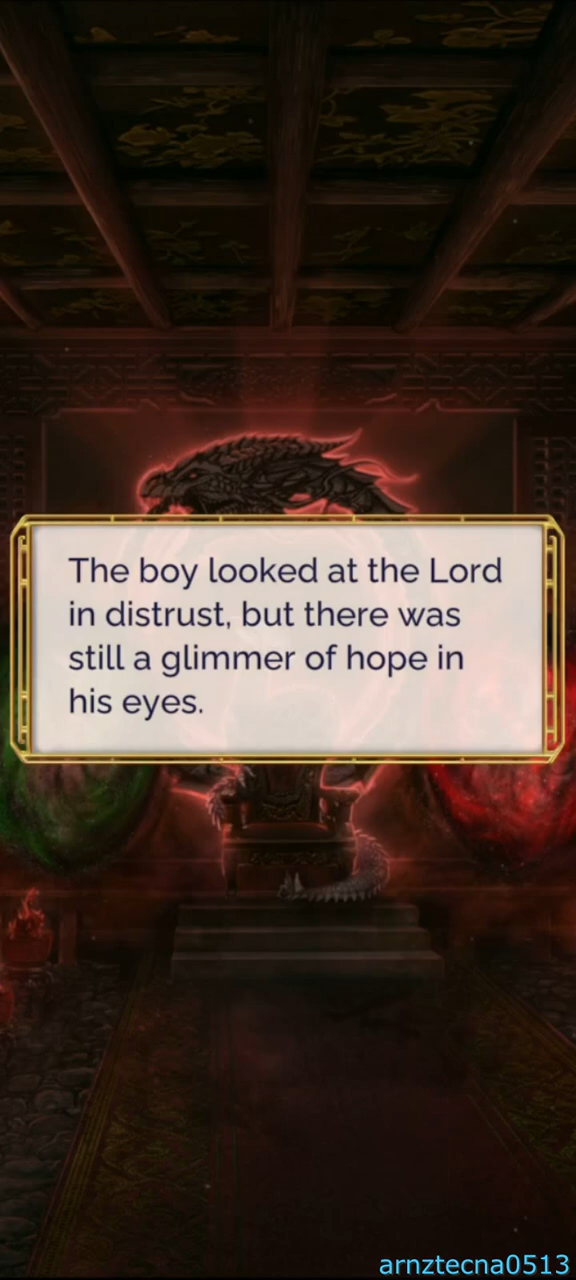 The boy looked at the Lord
in distrust, but there was
still a glimmer of hope in
his eyes.
arnztecna0513